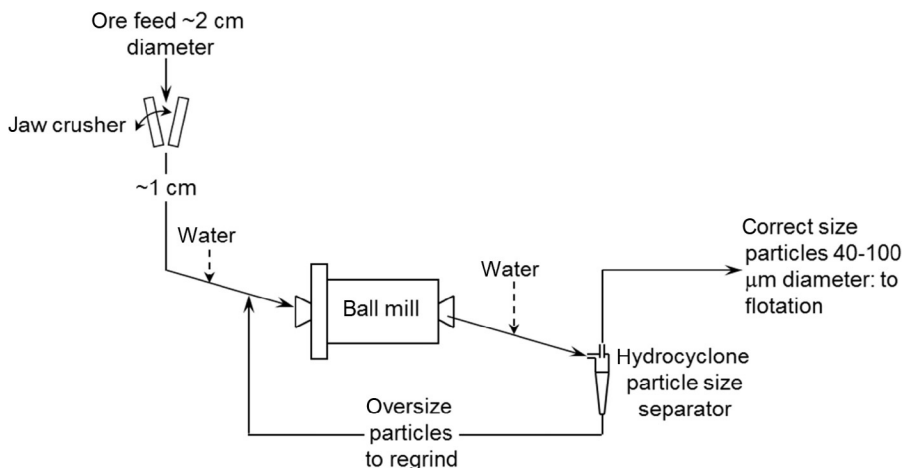 Ore feed ~2 cm
diameter
Jaw crusher
~1 cm
Water
Ball mill
Water
Correct size
particles 40-100
μm diameter: to
flotation
Hydrocyclone
particle size
separator
Oversize
particles
to regrind